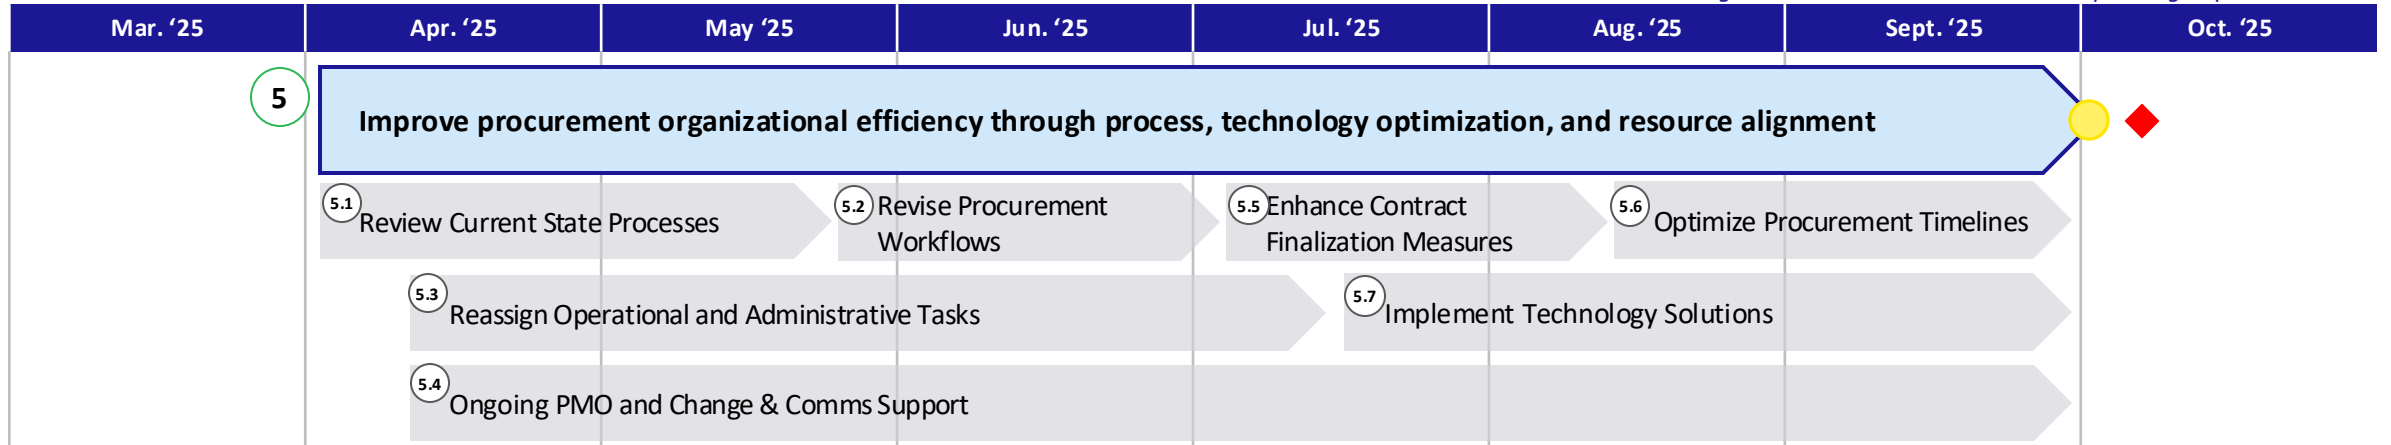 Mar. ‘25
Apr. ‘25
May ‘25
Jun. ‘25
Jul. ‘25
Aug. ‘25
Sept. ‘25
Oct. ‘25
5
Improve procurement organizational efficiency through process, technology optimization, and resource alignment
5.1
Review Current State Processes
5.2
Revise Procurement
Workflows
5.5
Enhance Contract
Finalization Measures
5.6
Optimize Procurement Timelines
5.3
Reassign Operational and Administrative Tasks
5.7
Implement Technology Solutions
5.4
Ongoing PMO and Change & Comms Support